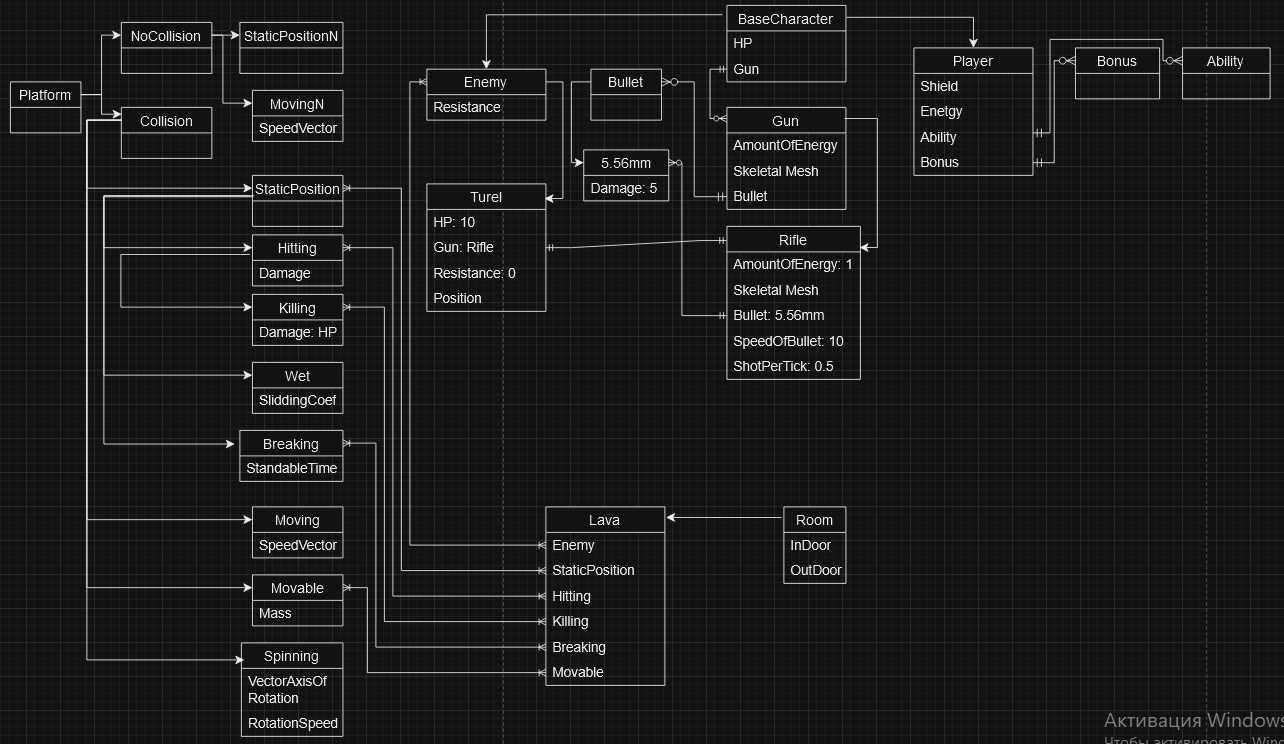 Platform
NoCollision
Collision
StaticPositionN
MovingN
SpeedVector
StaticPosition
Hitting
Damage
Killing
Damage: HP
Wet
SliddingCoef
Breaking
StandableTime
Moving
SpeedVector
Movable
Mass
Spinning
VectorAxisOf
Rotation
RotationSpeed
Enemy
Resistance
Turel
HP: 10
Gun: Rifle
Resistance: 0
Position
Bullet
5.56mm
Damage: 5
BaseCharacter
HP
Gun
Gun
AmountOfEnergy
Skeletal Mesh
Bullet
Rifle
AmountOfEnergy: 1
Skeletal Mesh
Bullet: 5.56mm
SpeedOfBullet: 10
ShotPerTick: 0.5
Player
Shield
Enetgy
Ability
Bonus
Bonus
Ability
Lava
Enemy
StaticPosition
Hitting
Killing
Breaking
Movable
Room
InDoor
OutDoor
Активация Windows
Чтобы активировать